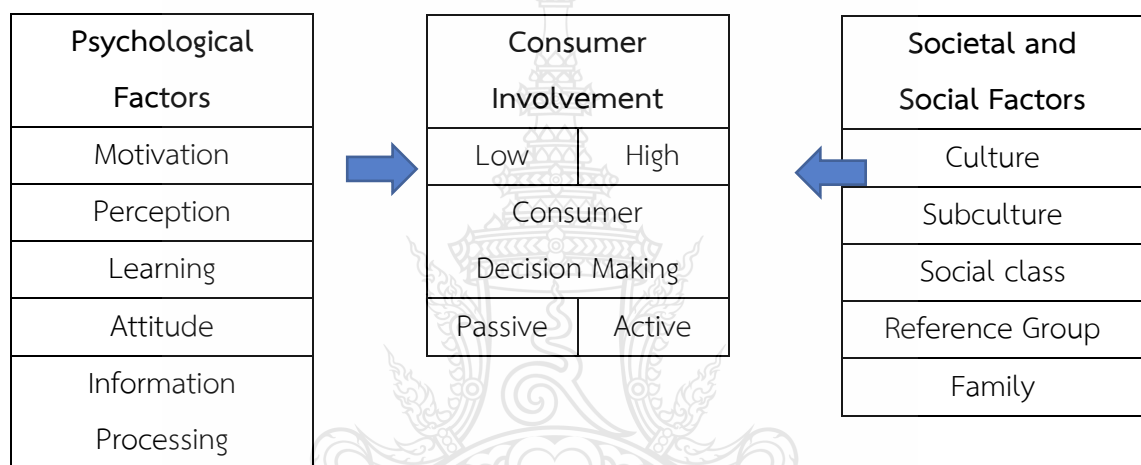 Psychological
Factors
Motivation
Perception
Learning
Attitude
Information
Processing
Consumer
Involvement
Low High
Consumer
Decision Making
Passive Active
Societal and
Social Factors
Culture
Subculture
Social class
Reference Group
Family